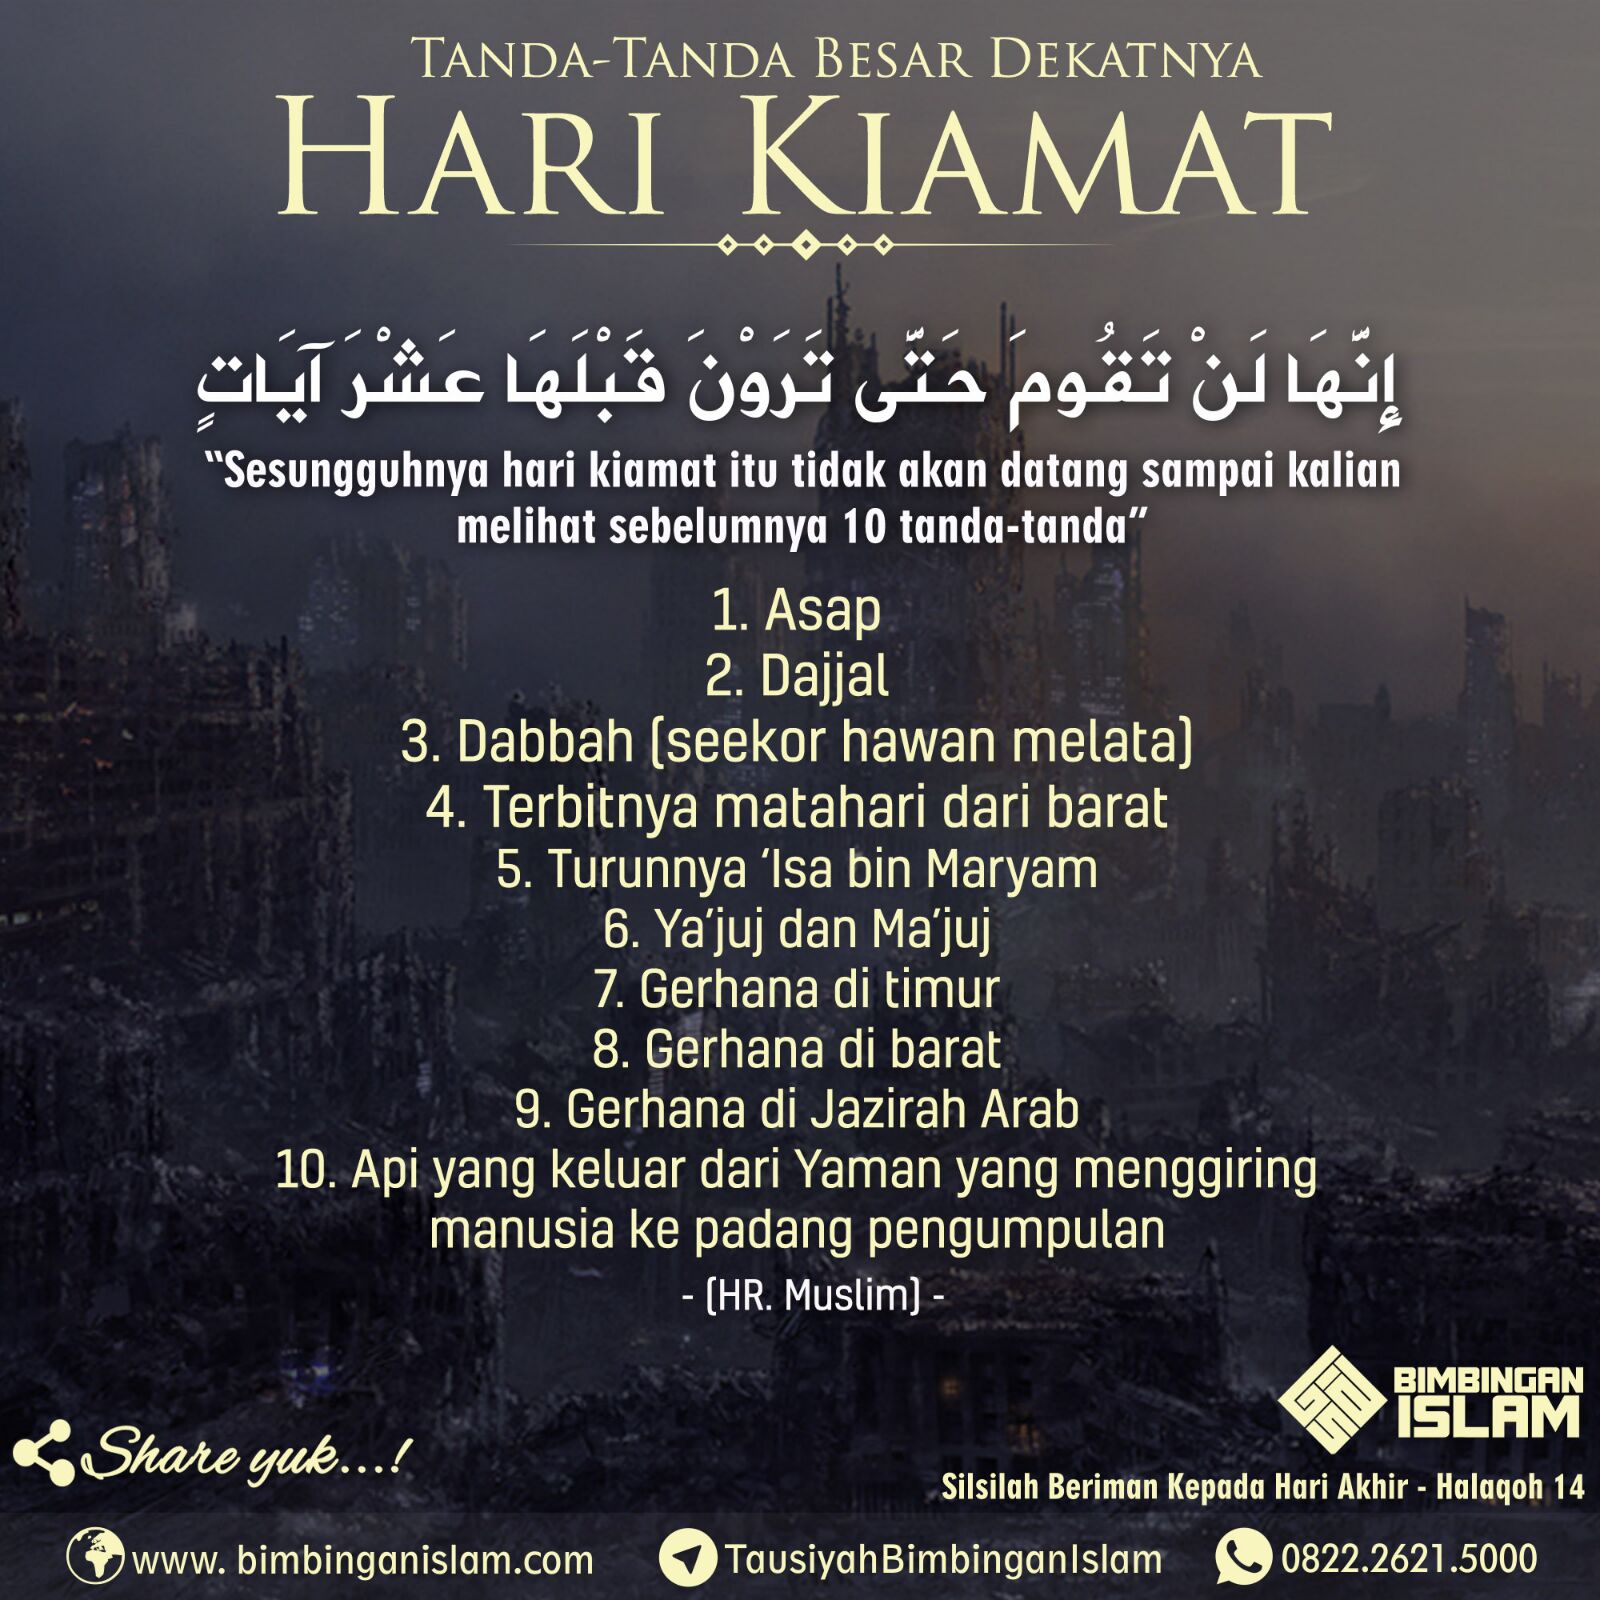 TANDA-TANDA BESAR DEKATNYA
HARI KIAMAT
إِنَّهَا لَنْ تَقُومَ حَتَّى تَرَوْنَ قَبْلَهَا عَشْرَ آيَاتٍ
“Sesungguhnya hari kiamat itu tidak akan datang sampai kalian
melihat sebelumnya 10 tanda-tanda”
1. Asap
2. Dajjal
3. Dabbah (seekor hawan melata)
4. Terbitnya matahari dari barat
5. Turunnya ‘Isa bin Maryam
6. Ya’juj dan Ma’juj
7. Gerhana di timur
8. Gerhana di barat
9. Gerhana di Jazirah Arab
10. Api yang keluar dari Yaman yang menggiring
manusia ke padang pengumpulan
- (HR. Muslim) -
BIMBINGAN
ISLAM
Share yuk...!
Silsilah Beriman Kepada Hari Akhir - Halaqoh 14
www. bimbinganislam.com
TausiyahBimbinganIslam
0822.2621.5000